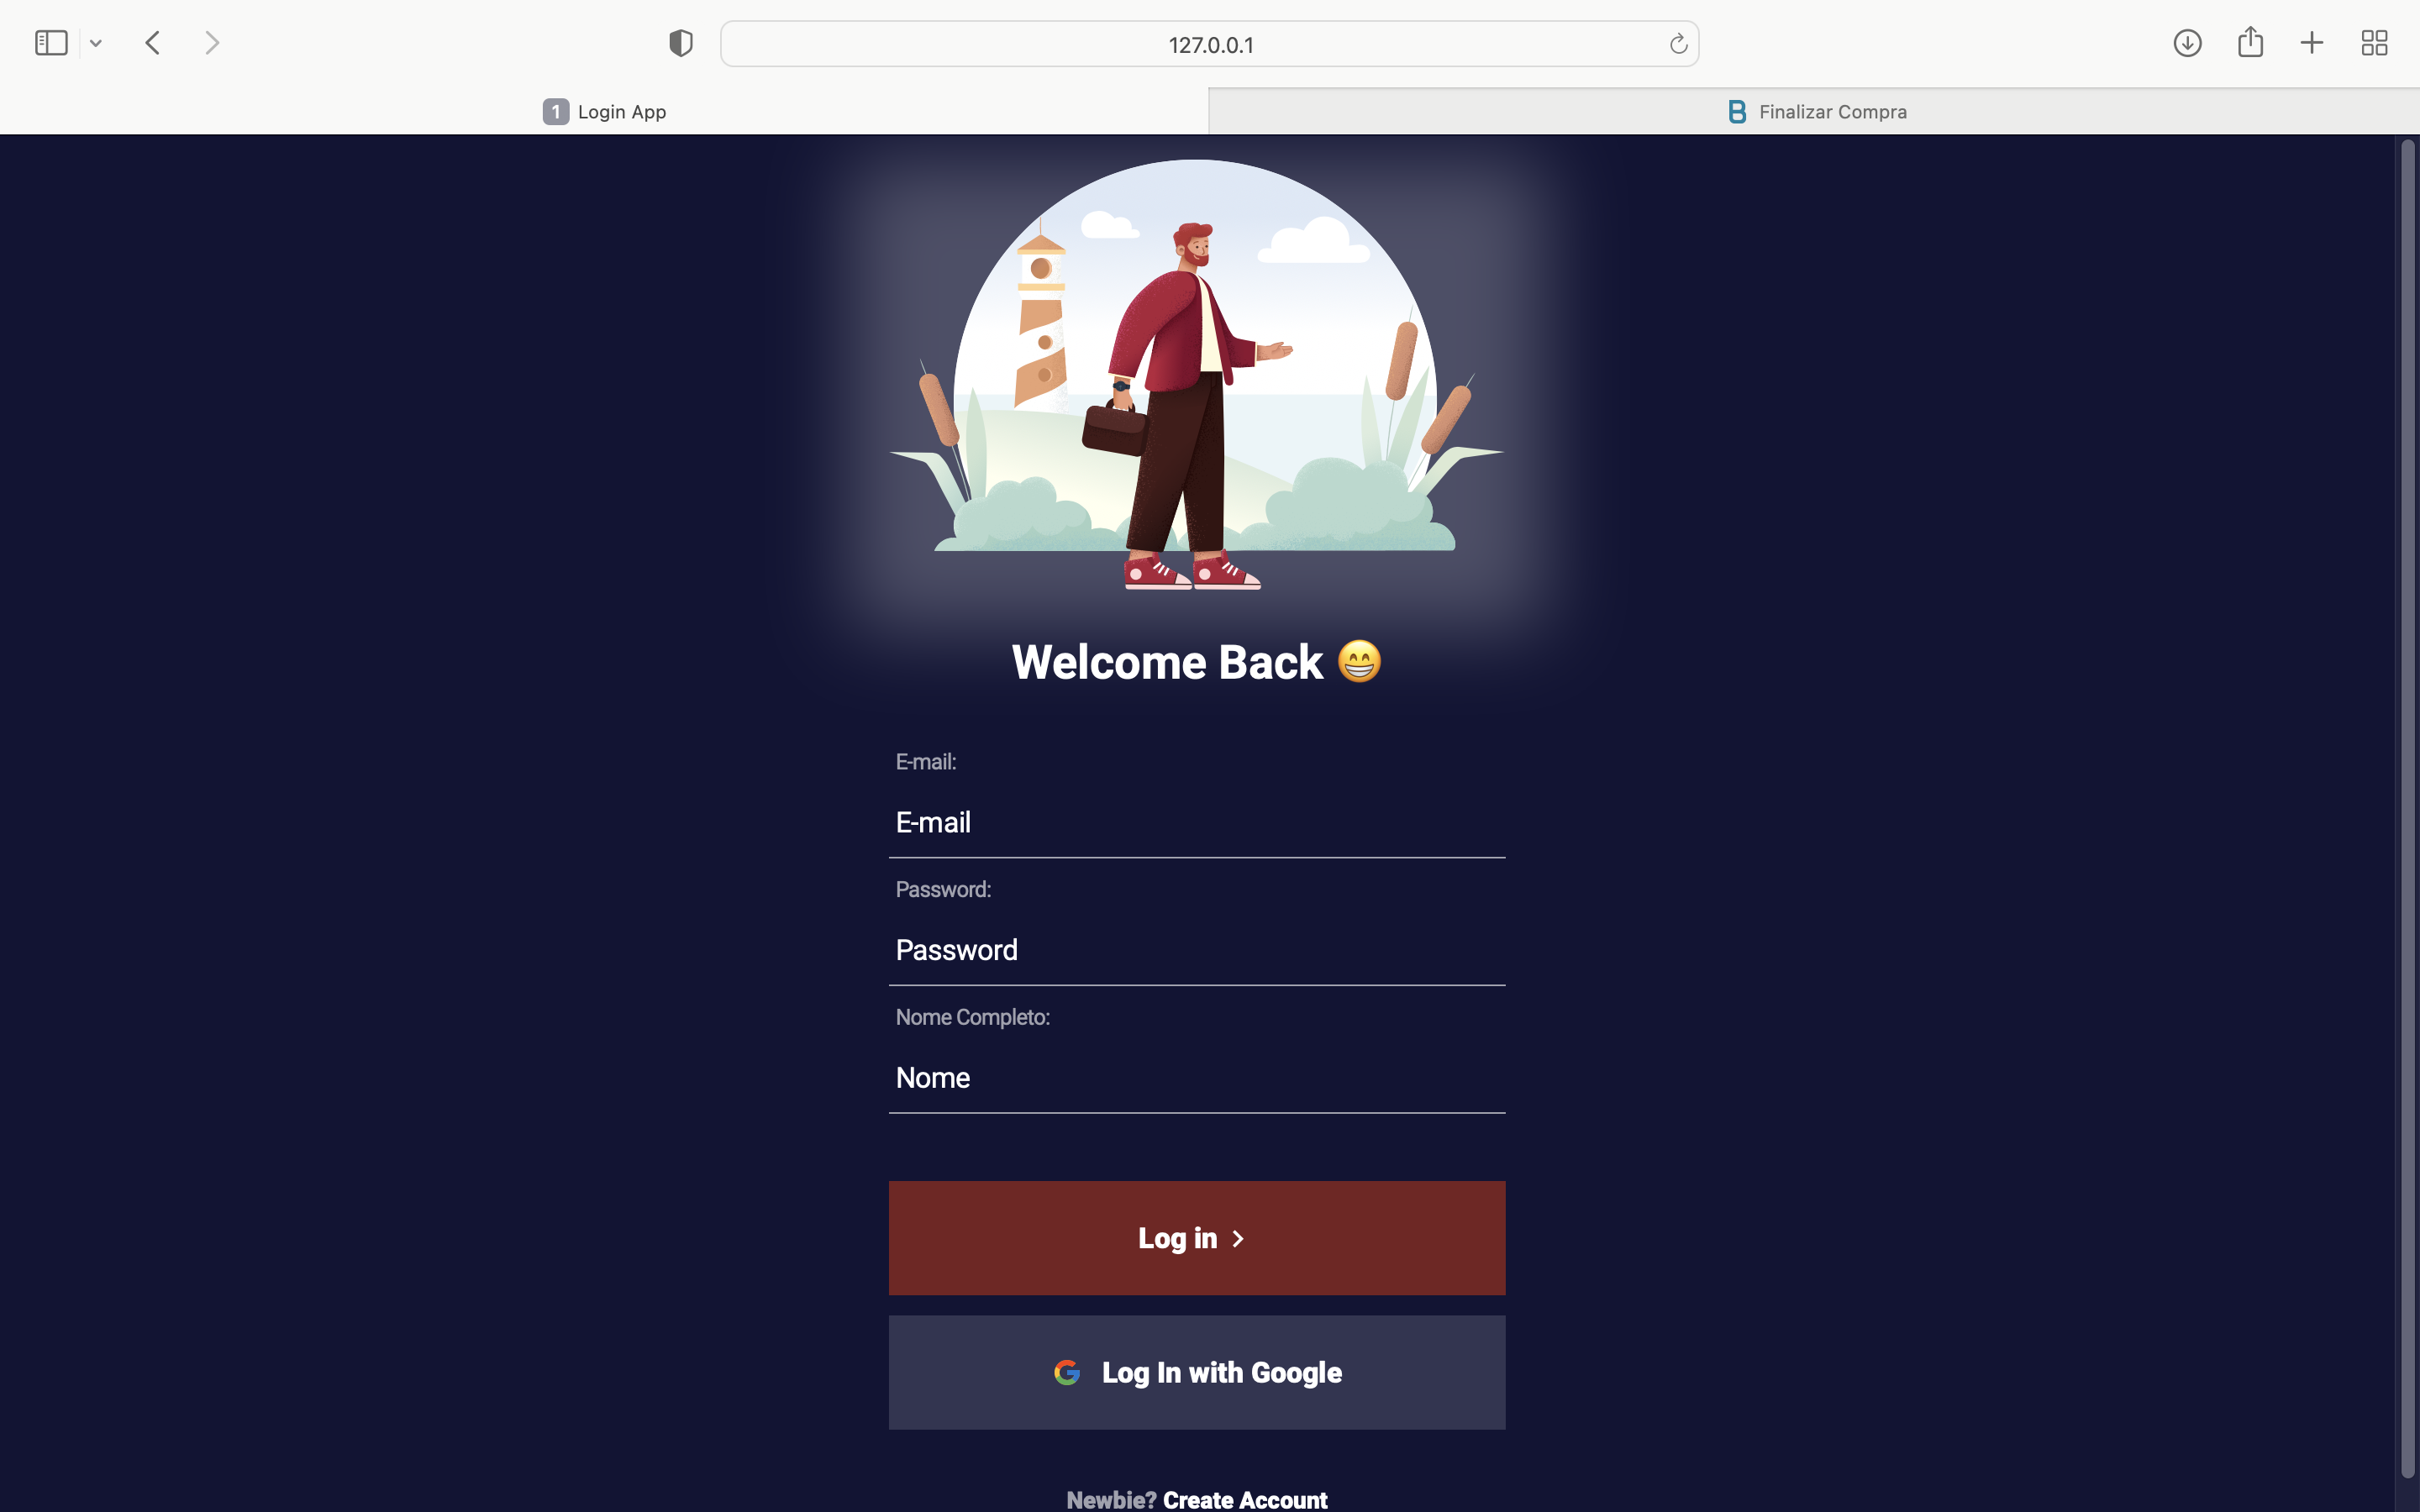 127.0.0.1
1 Login App
Finalizar Compra
Welcome Back 😁
E-mail:
E-mail
Password:
Password
Nome Completo:
Nome
Log in
Log In with Google
Newbie? Create Account